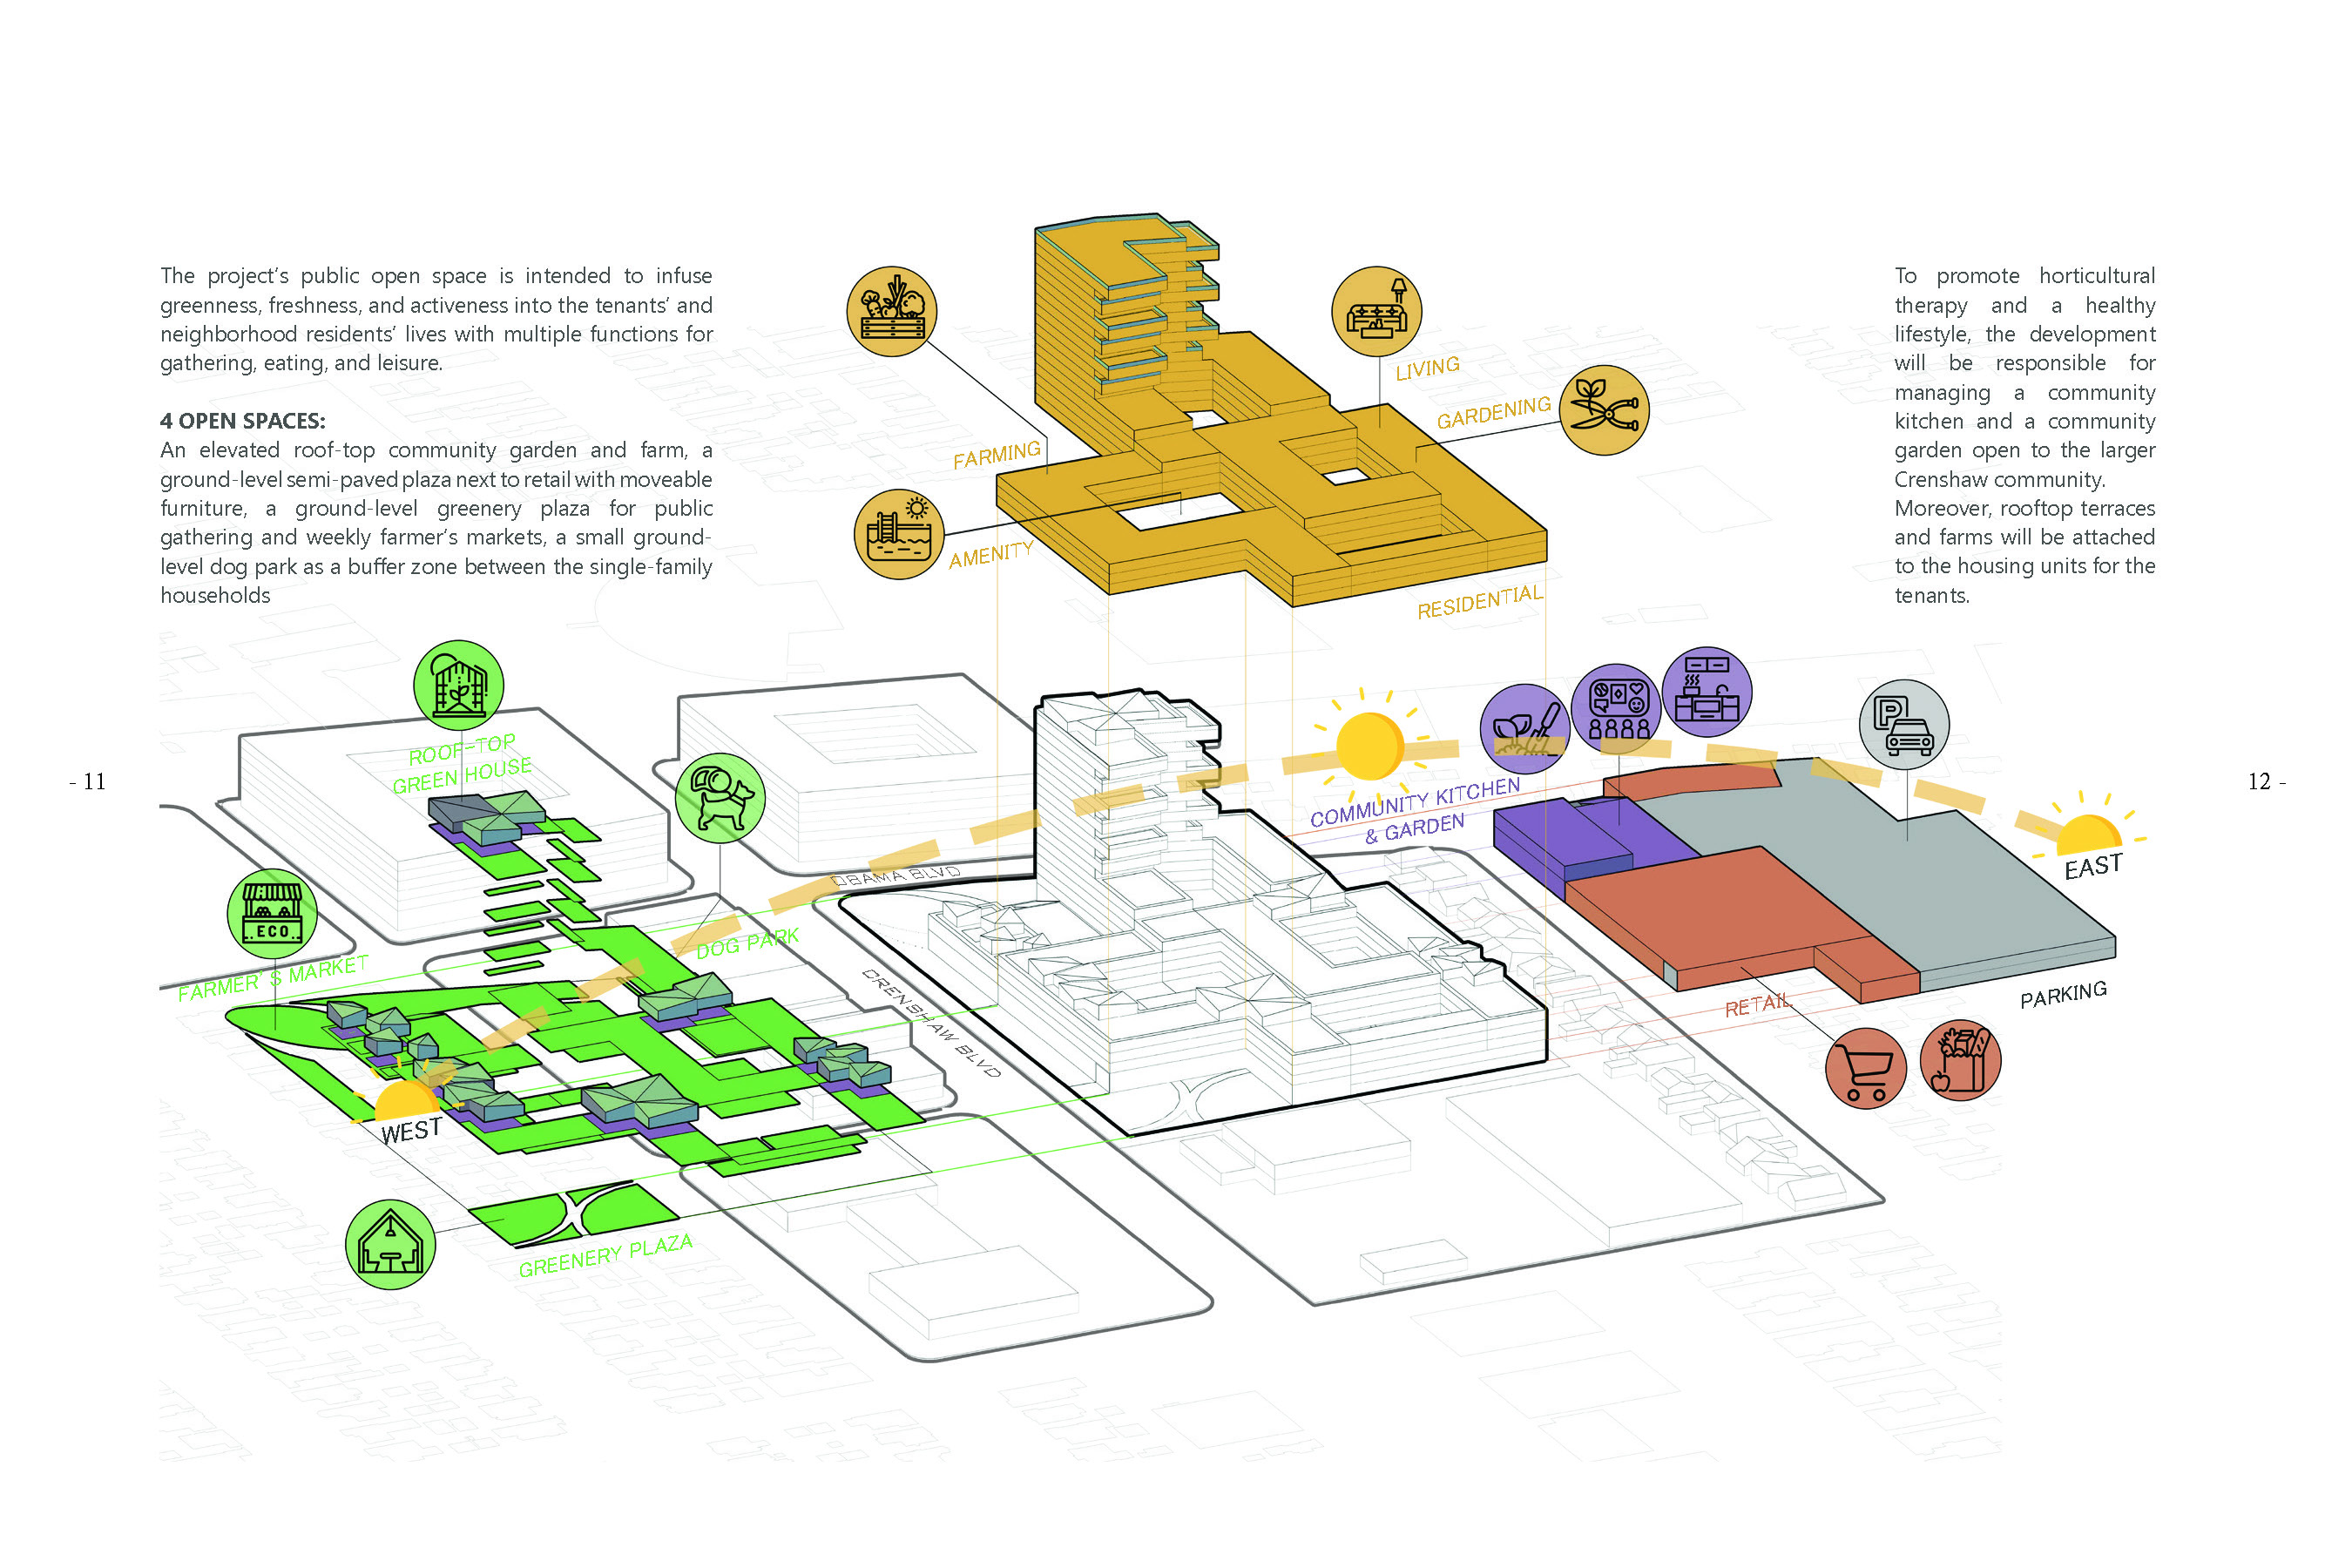 The project's public open space is intended to infuse
greenness, freshness, and activeness into the tenants' and
neighborhood residents' lives with multiple functions for
gathering, eating, and leisure.
4 OPEN SPACES:
An elevated roof-top community garden and farm, a
ground-level semi-paved plaza next to retail with moveable
furniture, a ground-level greenery plaza for public
gathering and weekly farmer's markets, a small ground-
level dog park as a buffer zone between the single-family
households
To promote horticultural
therapy and a healthy
lifestyle, the development
will be responsible for
managing a community
kitchen and a community
garden open to the larger
Crenshaw community.
Moreover, rooftop terraces
and farms will be attached
to the housing units for the
tenants.
LIVING
GARDENING
FARMING
AMENITY
RESIDENTIAL
ROOF-TOP
GREEN HOUSE
- 11
12 -
P
COMMUNITY KITCHEN
& GARDEN
EAST
OBAMA BLVD
ECO
DOG PARK
FARMER'S MARKET
CRENSHAW BLVD
RETAIL
PARKING
WEST
GREENERY PLAZA